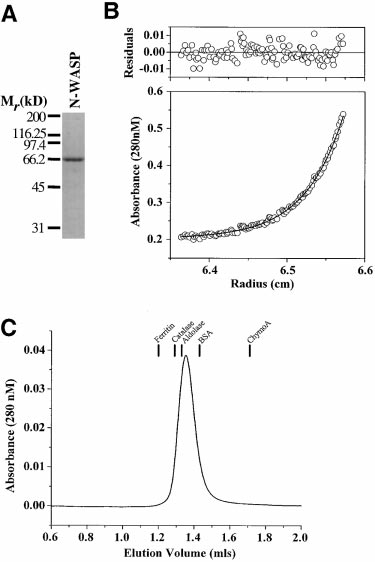 A
N-WASP
Mr(kD)
200
116.25
97.4
66.2
45
31
B
Residuals
0.01
0.00
-0.01
Absorbance (280nM)
0.6
0.5
0.4
0.3
0.2
6.4
6.5
6.6
Radius (cm)
C
Ferritin
Catalase
Aldolase
BSA
ChymoA
Absorbance (280 nM)
0.04
0.03
0.02
0.01
0.00
0.6
0.8
1.0
1.2
1.4
1.6
1.8
2.0
Elution Volume (mls)